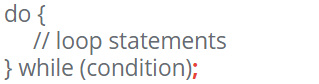 do {
// loop statements
} while (condition);